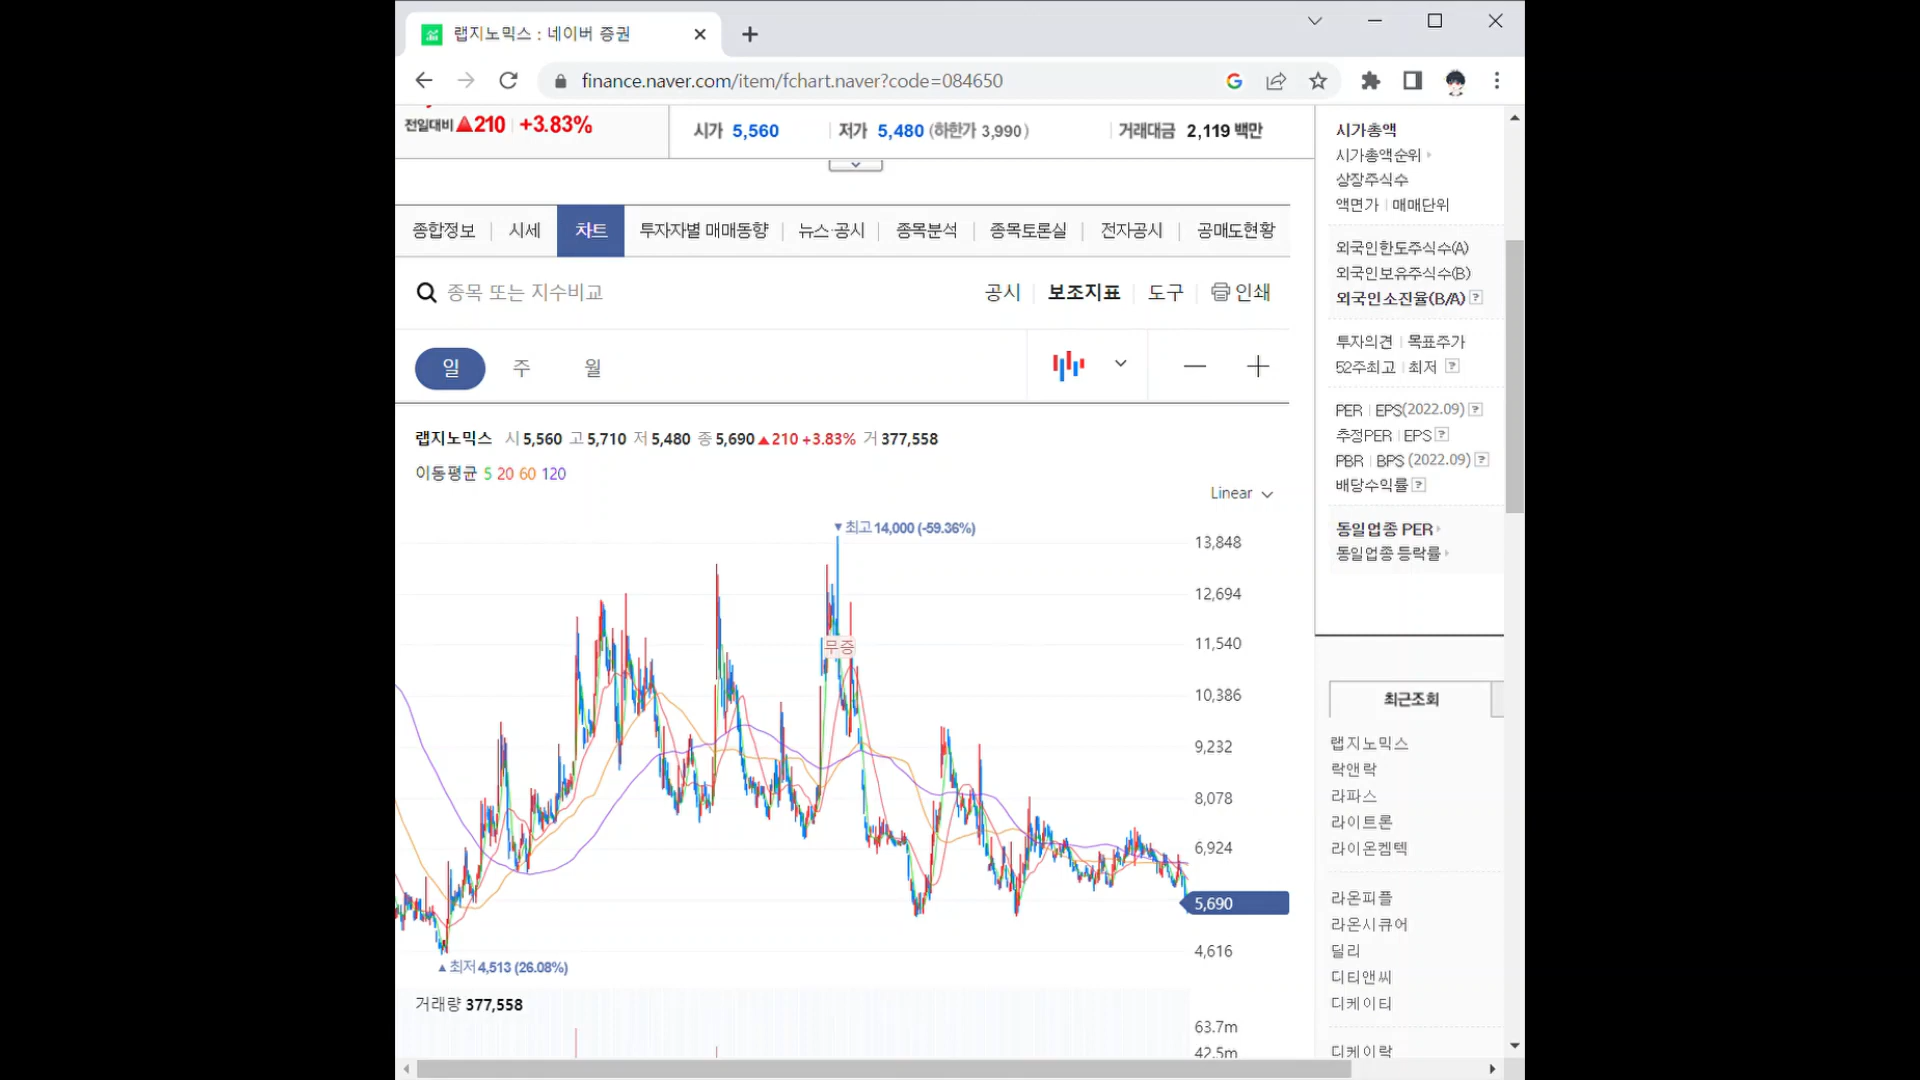 랩지노믹스 : 네이버 증권
finance.naver.com/item/fchart.naver?code=084650
전일대비 ▲210 +3.83%
시가 5,560 저가 5,480 (하한가 3,990) 거래대금 2,119 백만
종합정보 시세 차트 투자자별 매매동향 뉴스·공시 종목분석 종목토론실 전자공시 공매도현황
종목 또는 지수비교 공시 보조지표 도구 인쇄
일 주 월
랩지노믹스 시 5,560 고 5,710 저 5,480 종 5,690 ▲210 +3.83% 거 377,558
이동평균 5 20 60 120
Linear
▼최고 14,000 (-59.36%)
13,848
12,694
무증
11,540
10,386
9,232
8,078
6,924
5,690
4,616
▲최저 4,513 (26.08%)
거래량 377,558
63.7m
42.5m
시가총액
시가총액순위
상장주식수
액면가 매매단위
외국인한도주식수(A)
외국인보유주식수(B)
외국인소진율(B/A) ?
투자의견 목표주가
52주최고 최저 ?
PER EPS(2022.09) ?
추정PER EPS ?
PBR BPS (2022.09) ?
배당수익률 ?
동일업종 PER
동일업종 등락률
최근조회
랩지노믹스
락앤락
라파스
라이트론
라이온켐텍
라온피플
라온시큐어
딜리
디티앤씨
디케이티
디케이락